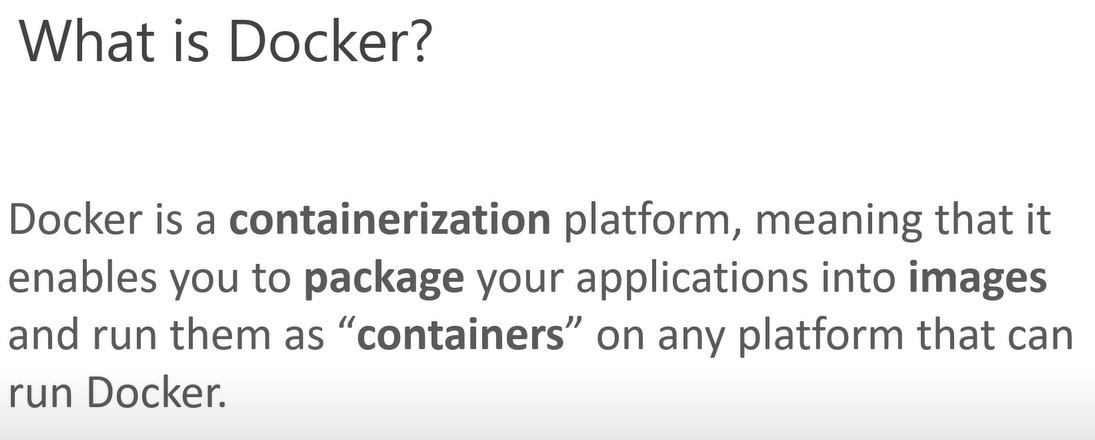 What is Docker?
Docker is a containerization platform, meaning that it
enables you to package your applications into images
and run them as “containers” on any platform that can
run Docker.